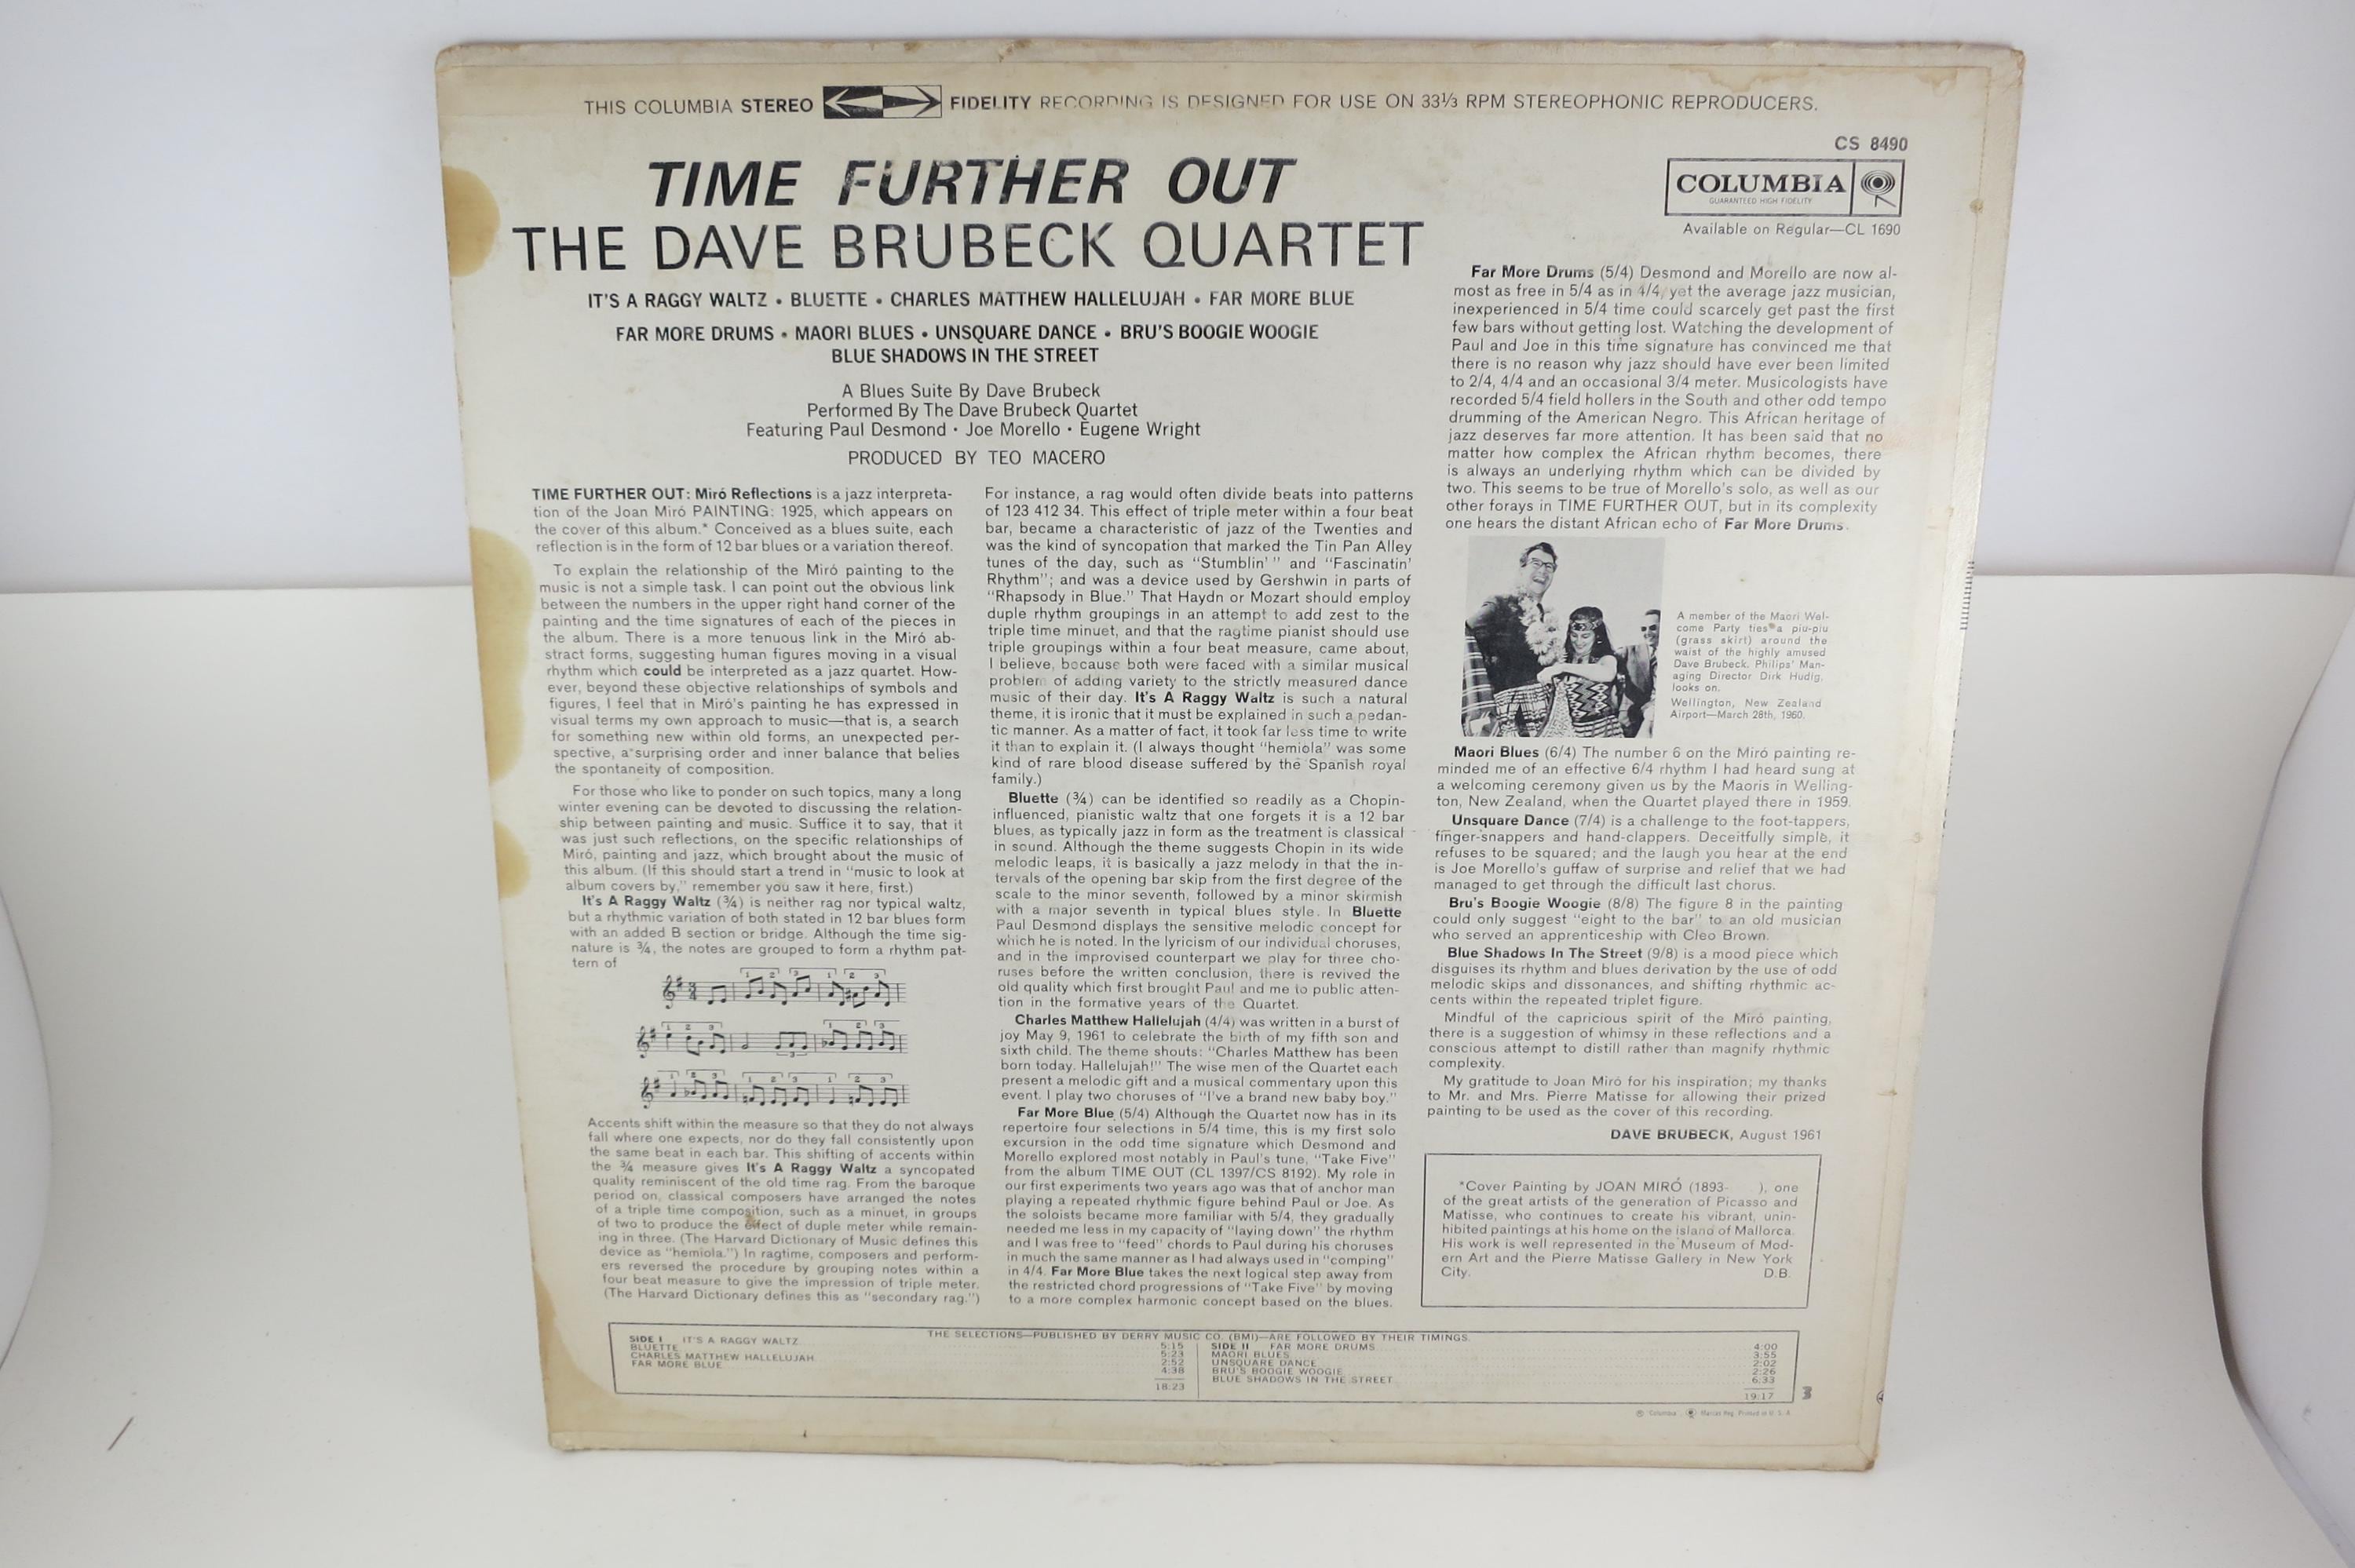 THIS COLUMBIA STEREO FIDELITY RECORDING IS DESIGNED FOR USE ON 33⅓ RPM STEREOPHONIC REPRODUCERS.
CS 8490
COLUMBIA
GUARANTEED HIGH FIDELITY
Available on Regular—CL 1690
TIME FURTHER OUT
THE DAVE BRUBECK QUARTET
IT'S A RAGGY WALTZ • BLUETTE • CHARLES MATTHEW HALLELUJAH • FAR MORE BLUE
FAR MORE DRUMS • MAORI BLUES • UNSQUARE DANCE • BRU'S BOOGIE WOOGIE
BLUE SHADOWS IN THE STREET
A Blues Suite By Dave Brubeck
Performed By The Dave Brubeck Quartet
Featuring Paul Desmond • Joe Morello • Eugene Wright
PRODUCED BY TEO MACERO
TIME FURTHER OUT: Miró Reflections is a jazz interpreta-
tion of the Joan Miró PAINTING: 1925, which appears on
the cover of this album.* Conceived as a blues suite, each
reflection is in the form of 12 bar blues or a variation thereof.
To explain the relationship of the Miró painting to the
music is not a simple task. I can point out the obvious link
between the numbers in the upper right hand corner of the
painting and the time signatures of each of the pieces in
the album. There is a more tenuous link in the Miró ab-
stract forms, suggesting human figures moving in a visual
rhythm which could be interpreted as a jazz quartet. How-
ever, beyond these objective relationships of symbols and
figures, I feel that in Miró's painting he has expressed in
visual terms my own approach to music—that is, a search
for something new within old forms, an unexpected per-
spective, a surprising order and inner balance that belies
the spontaneity of composition.
For those who like to ponder on such topics, many a long
winter evening can be devoted to discussing the relation-
ship between painting and music. Suffice it to say, that it
was just such reflections, on the specific relationships of
Miró, painting and jazz, which brought about the music of
this album. (If this should start a trend in "music to look at
album covers by," remember you saw it here, first.)
It's A Raggy Waltz (¾) is neither rag nor typical waltz,
but a rhythmic variation of both stated in 12 bar blues form
with an added B section or bridge. Although the time sig-
nature is ¾, the notes are grouped to form a rhythm pat-
tern of
1 2 3 1 2 3
1 2 3 1 2 3
3
1 2 3 1 2 3 1 2 3
Accents shift within the measure so that they do not always
fall where one expects, nor do they fall consistently upon
the same beat in each bar. This shifting of accents within
the ¾ measure gives It's A Raggy Waltz a syncopated
quality reminiscent of the old time rag. From the baroque
period on, classical composers have arranged the notes
of a triple time composition, such as a minuet, in groups
of two to produce the effect of duple meter while remain-
ing in three. (The Harvard Dictionary of Music defines this
device as "hemiola.") In ragtime, composers and perform-
ers reversed the procedure by grouping notes within a
four beat measure to give the impression of triple meter.
(The Harvard Dictionary defines this as "secondary rag.")
For instance, a rag would often divide beats into patterns
of 123 412 34. This effect of triple meter within a four beat
bar, became a characteristic of jazz of the Twenties and
was the kind of syncopation that marked the Tin Pan Alley
tunes of the day, such as "Stumblin' " and "Fascinatin'
Rhythm"; and was a device used by Gershwin in parts of
"Rhapsody in Blue." That Haydn or Mozart should employ
duple rhythm groupings in an attempt to add zest to the
triple time minuet, and that the ragtime pianist should use
triple groupings within a four beat measure, came about,
I believe, because both were faced with a similar musical
problem of adding variety to the strictly measured dance
music of their day. It's A Raggy Waltz is such a natural
theme, it is ironic that it must be explained in such a pedan-
tic manner. As a matter of fact, it took far less time to write
it than to explain it. (I always thought "hemiola" was some
kind of rare blood disease suffered by the Spanish royal
family.)
Bluette (¾) can be identified so readily as a Chopin-
influenced, pianistic waltz that one forgets it is a 12 bar
blues, as typically jazz in form as the treatment is classical
in sound. Although the theme suggests Chopin in its wide
melodic leaps, it is basically a jazz melody in that the in-
tervals of the opening bar skip from the first degree of the
scale to the minor seventh, followed by a minor skirmish
with a major seventh in typical blues style. In Bluette
Paul Desmond displays the sensitive melodic concept for
which he is noted. In the lyricism of our individual choruses,
and in the improvised counterpart we play for three cho-
ruses before the written conclusion, there is revived the
old quality which first brought Paul and me to public atten-
tion in the formative years of the Quartet.
Charles Matthew Hallelujah (4/4) was written in a burst of
joy May 9, 1961 to celebrate the birth of my fifth son and
sixth child. The theme shouts: "Charles Matthew has been
born today. Hallelujah!" The wise men of the Quartet each
present a melodic gift and a musical commentary upon this
event. I play two choruses of "I've a brand new baby boy."
Far More Blue (5/4) Although the Quartet now has in its
repertoire four selections in 5/4 time, this is my first solo
excursion in the odd time signature which Desmond and
Morello explored most notably in Paul's tune, "Take Five"
from the album TIME OUT (CL 1397/CS 8192). My role in
our first experiments two years ago was that of anchor man
playing a repeated rhythmic figure behind Paul or Joe. As
the soloists became more familiar with 5/4, they gradually
needed me less in my capacity of "laying down" the rhythm
and I was free to "feed" chords to Paul during his choruses
in much the same manner as I had always used in "comping"
in 4/4. Far More Blue takes the next logical step away from
the restricted chord progressions of "Take Five" by moving
to a more complex harmonic concept based on the blues.
Far More Drums (5/4) Desmond and Morello are now al-
most as free in 5/4 as in 4/4, yet the average jazz musician,
inexperienced in 5/4 time could scarcely get past the first
few bars without getting lost. Watching the development of
Paul and Joe in this time signature has convinced me that
there is no reason why jazz should have ever been limited
to 2/4, 4/4 and an occasional 3/4 meter. Musicologists have
recorded 5/4 field hollers in the South and other odd tempo
drumming of the American Negro. This African heritage of
jazz deserves far more attention. It has been said that no
matter how complex the African rhythm becomes, there
is always an underlying rhythm which can be divided by
two. This seems to be true of Morello's solo, as well as our
other forays in TIME FURTHER OUT, but in its complexity
one hears the distant African echo of Far More Drums.
A member of the Maori Wel-
come Party ties a piu-piu
(grass skirt) around the
waist of the highly amused
Dave Brubeck. Philips' Man-
aging Director Dirk Hudig,
looks on.
Wellington, New Zealand
Airport—March 28th, 1960.
Maori Blues (6/4) The number 6 on the Miró painting re-
minded me of an effective 6/4 rhythm I had heard sung at
a welcoming ceremony given us by the Maoris in Welling-
ton, New Zealand, when the Quartet played there in 1959.
Unsquare Dance (7/4) is a challenge to the foot-tappers,
finger-snappers and hand-clappers. Deceitfully simple, it
refuses to be squared; and the laugh you hear at the end
is Joe Morello's guffaw of surprise and relief that we had
managed to get through the difficult last chorus.
Bru's Boogie Woogie (8/8) The figure 8 in the painting
could only suggest "eight to the bar" to an old musician
who served an apprenticeship with Cleo Brown.
Blue Shadows In The Street (9/8) is a mood piece which
disguises its rhythm and blues derivation by the use of odd
melodic skips and dissonances, and shifting rhythmic ac-
cents within the repeated triplet figure.
Mindful of the capricious spirit of the Miró painting,
there is a suggestion of whimsy in these reflections and a
conscious attempt to distill rather than magnify rhythmic
complexity.
My gratitude to Joan Miró for his inspiration; my thanks
to Mr. and Mrs. Pierre Matisse for allowing their prized
painting to be used as the cover of this recording.
DAVE BRUBECK, August 1961
*Cover Painting by JOAN MIRÓ (1893- ), one
of the great artists of the generation of Picasso and
Matisse, who continues to create his vibrant, unin-
hibited paintings at his home on the island of Mallorca.
His work is well represented in the Museum of Mod-
ern Art and the Pierre Matisse Gallery in New York
City. D.B.
THE SELECTIONS—PUBLISHED BY DERRY MUSIC CO. (BMI)—ARE FOLLOWED BY THEIR TIMINGS.
SIDE I IT'S A RAGGY WALTZ 5:15
BLUETTE 5:23
CHARLES MATTHEW HALLELUJAH 2:52
FAR MORE BLUE 4:38
18:23
SIDE II FAR MORE DRUMS 4:00
MAORI BLUES 3:55
UNSQUARE DANCE 2:02
BRU'S BOOGIE WOOGIE 2:26
BLUE SHADOWS IN THE STREET 6:33
19:17
3
© Columbia Marcas Reg. Printed in U. S. A.